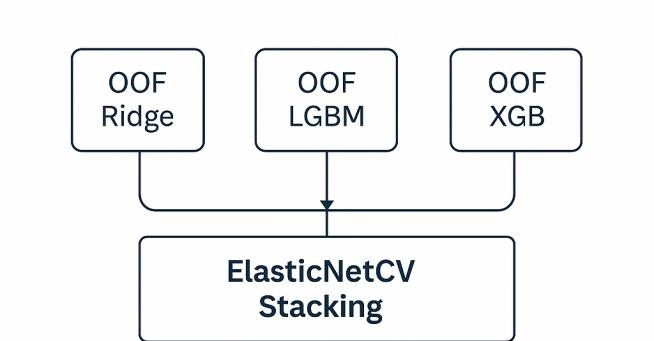 OOF
Ridge
OOF
LGBM
OOF
XGB
ElasticNetCV
Stacking